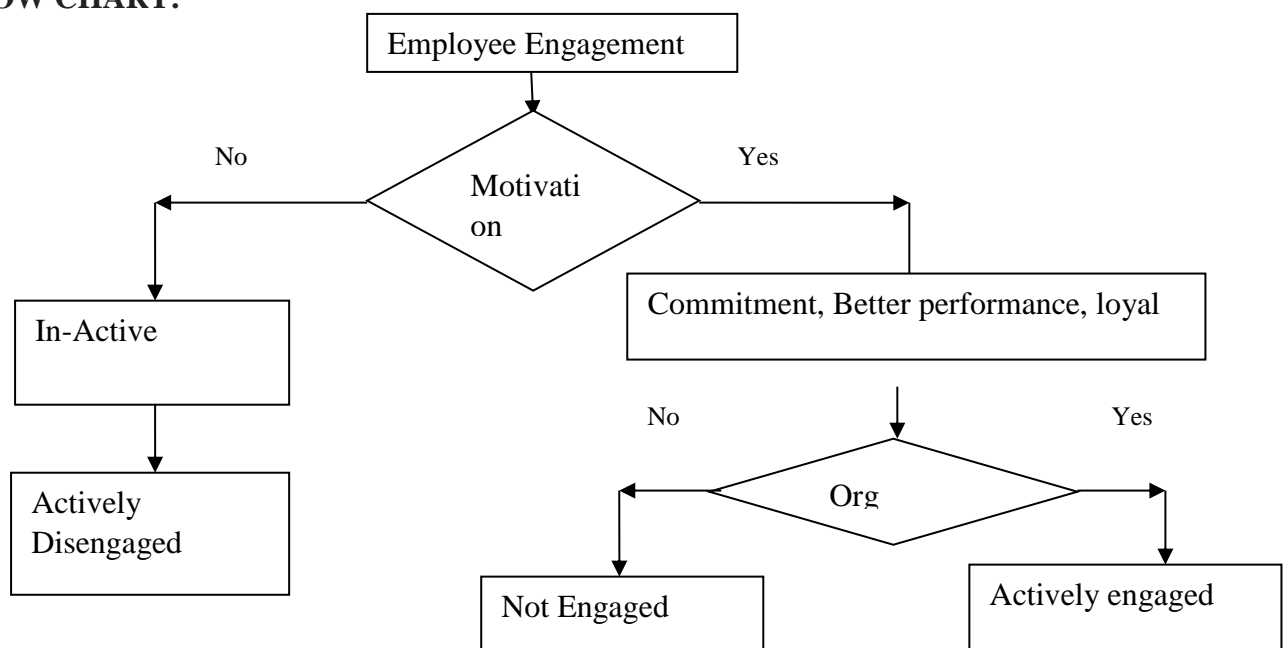 OW CHART:
Employee Engagement
No
Yes
Motivati
on
In-Active
Commitment, Better performance, loyal
No
Yes
Org
Actively
Disengaged
Not Engaged
Actively engaged